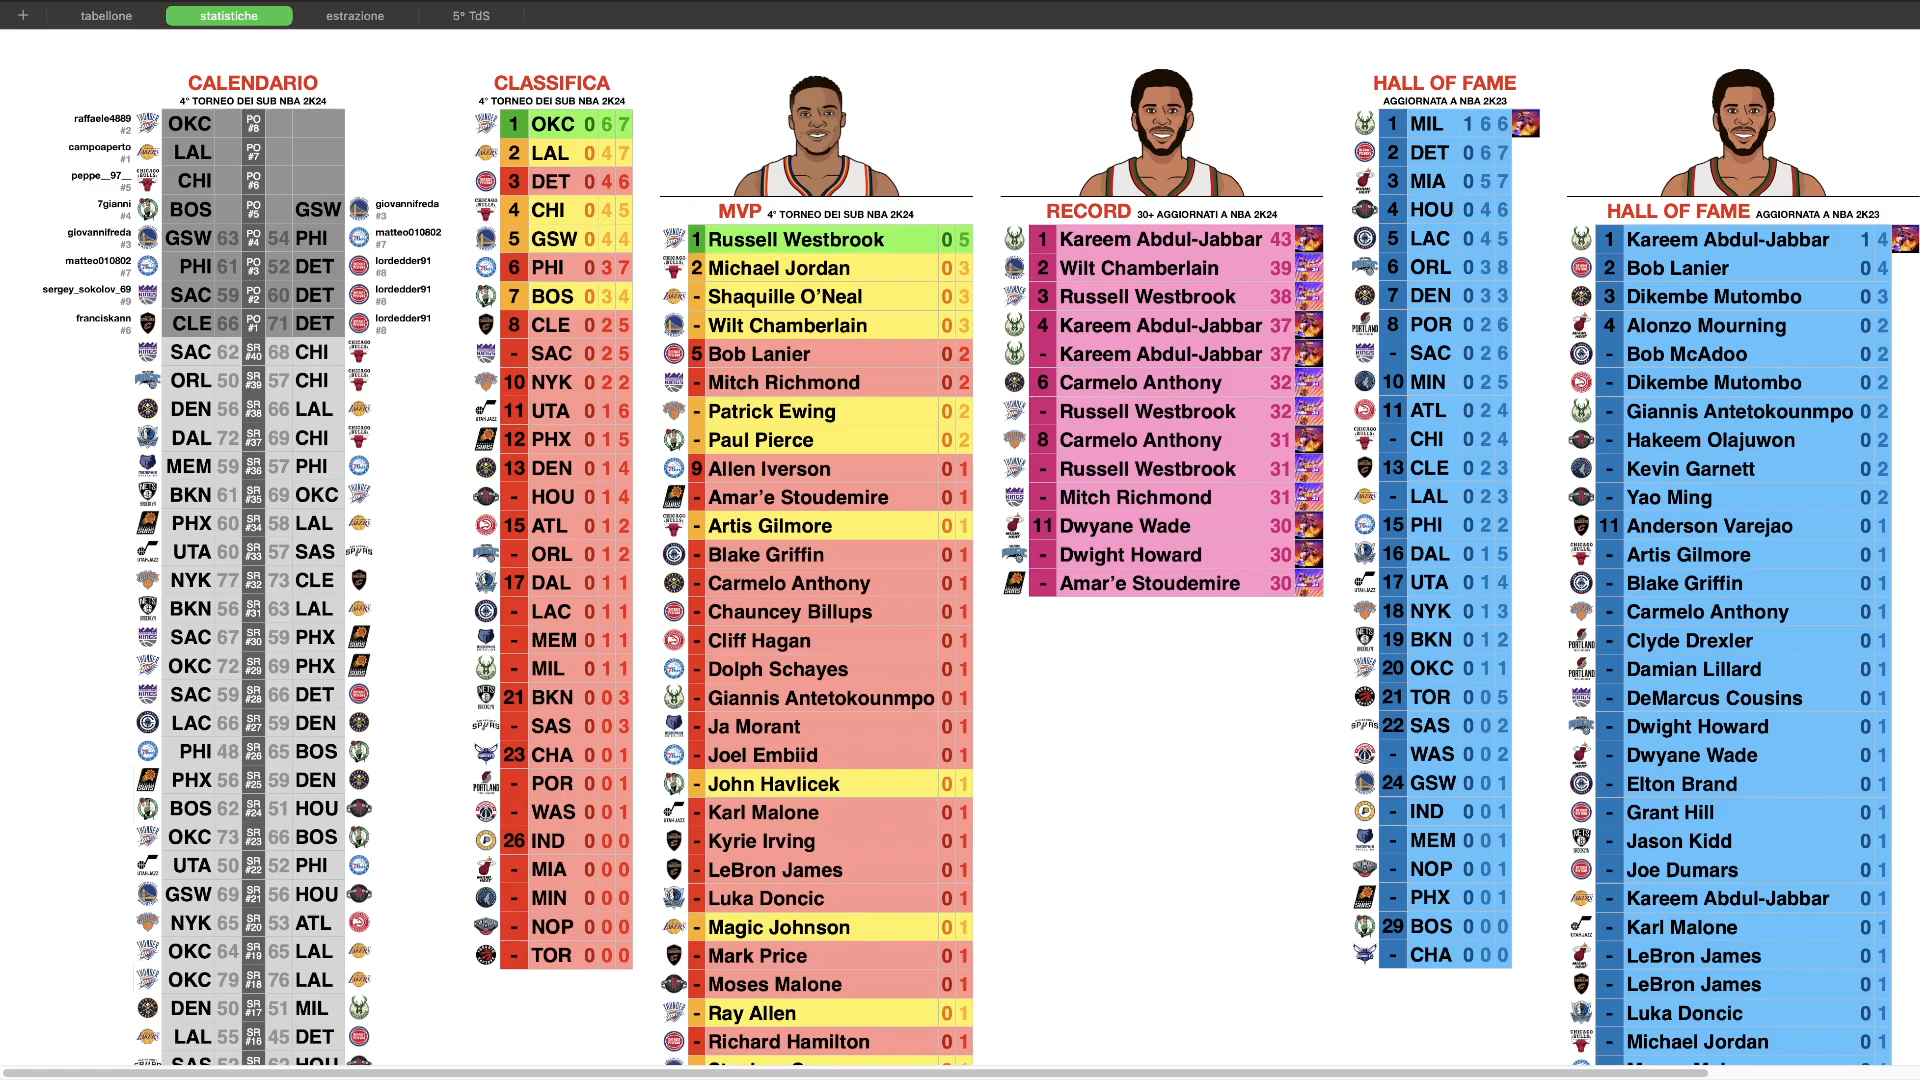 tabellone statistiche estrazione 5° TdS
CALENDARIO
4° TORNEO DEI SUB NBA 2K24
raffaele4889 #2 OKC PO #8
campoaperto #1 LAL PO #7
peppe__97__ #5 CHI PO #6
7gianni #4 BOS PO #5 GSW giovannifreda #3
giovannifreda #3 GSW 63 PO #4 54 PHI matteo010802 #7
matteo010802 #7 PHI 61 PO #3 52 DET lordedder91 #8
sergey_sokolov_69 #9 SAC 59 PO #2 60 DET lordedder91 #8
franciskann #6 CLE 66 PO #1 71 DET lordedder91 #8
SAC 62 SR #40 68 CHI
ORL 50 SR #39 57 CHI
DEN 56 SR #38 66 LAL
DAL 72 SR #37 69 CHI
MEM 59 SR #36 57 PHI
BKN 61 SR #35 69 OKC
PHX 60 SR #34 58 LAL
UTA 60 SR #33 57 SAS
NYK 77 SR #32 73 CLE
BKN 56 SR #31 63 LAL
SAC 67 SR #30 59 PHX
OKC 72 SR #29 69 PHX
SAC 59 SR #28 66 DET
LAC 66 SR #27 59 DEN
PHI 48 SR #26 65 BOS
PHX 56 SR #25 59 DEN
BOS 62 SR #24 51 HOU
OKC 73 SR #23 66 BOS
UTA 50 SR #22 52 PHI
GSW 69 SR #21 56 HOU
NYK 65 SR #20 53 ATL
OKC 64 SR #19 65 LAL
OKC 79 SR #18 76 LAL
DEN 50 SR #17 51 MIL
LAL 55 SR #16 45 DET
CLASSIFICA
4° TORNEO DEI SUB NBA 2K24
1 OKC 0 6 7
2 LAL 0 4 7
3 DET 0 4 6
4 CHI 0 4 5
5 GSW 0 4 4
6 PHI 0 3 7
7 BOS 0 3 4
8 CLE 0 2 5
- SAC 0 2 5
10 NYK 0 2 2
11 UTA 0 1 6
12 PHX 0 1 5
13 DEN 0 1 4
- HOU 0 1 4
15 ATL 0 1 2
- ORL 0 1 2
17 DAL 0 1 1
- LAC 0 1 1
- MEM 0 1 1
- MIL 0 1 1
21 BKN 0 0 3
- SAS 0 0 3
23 CHA 0 0 1
- POR 0 0 1
- WAS 0 0 1
26 IND 0 0 0
- MIA 0 0 0
- MIN 0 0 0
- NOP 0 0 0
- TOR 0 0 0
MVP 4° TORNEO DEI SUB NBA 2K24
1 Russell Westbrook 0 5
2 Michael Jordan 0 3
- Shaquille O’Neal 0 3
- Wilt Chamberlain 0 3
5 Bob Lanier 0 2
- Mitch Richmond 0 2
- Patrick Ewing 0 2
- Paul Pierce 0 2
9 Allen Iverson 0 1
- Amar’e Stoudemire 0 1
- Artis Gilmore 0 1
- Blake Griffin 0 1
- Carmelo Anthony 0 1
- Chauncey Billups 0 1
- Cliff Hagan 0 1
- Dolph Schayes 0 1
- Giannis Antetokounmpo 0 1
- Ja Morant 0 1
- Joel Embiid 0 1
- John Havlicek 0 1
- Karl Malone 0 1
- Kyrie Irving 0 1
- LeBron James 0 1
- Luka Doncic 0 1
- Magic Johnson 0 1
- Mark Price 0 1
- Moses Malone 0 1
- Ray Allen 0 1
- Richard Hamilton 0 1
RECORD 30+ AGGIORNATI A NBA 2K24
1 Kareem Abdul-Jabbar 43
2 Wilt Chamberlain 39
3 Russell Westbrook 38
4 Kareem Abdul-Jabbar 37
- Kareem Abdul-Jabbar 37
6 Carmelo Anthony 32
- Russell Westbrook 32
8 Carmelo Anthony 31
- Russell Westbrook 31
- Mitch Richmond 31
11 Dwyane Wade 30
- Dwight Howard 30
- Amar’e Stoudemire 30
HALL OF FAME
AGGIORNATA A NBA 2K23
1 MIL 1 6 6
2 DET 0 6 7
3 MIA 0 5 7
4 HOU 0 4 6
5 LAC 0 4 5
6 ORL 0 3 8
7 DEN 0 3 3
8 POR 0 2 6
- SAC 0 2 6
10 MIN 0 2 5
11 ATL 0 2 4
- CHI 0 2 4
13 CLE 0 2 3
- LAL 0 2 3
15 PHI 0 2 2
16 DAL 0 1 5
17 UTA 0 1 4
18 NYK 0 1 3
19 BKN 0 1 2
20 OKC 0 1 1
21 TOR 0 0 5
22 SAS 0 0 2
- WAS 0 0 2
24 GSW 0 0 1
- IND 0 0 1
- MEM 0 0 1
- NOP 0 0 1
- PHX 0 0 1
29 BOS 0 0 0
- CHA 0 0 0
HALL OF FAME AGGIORNATA A NBA 2K23
1 Kareem Abdul-Jabbar 1 4
2 Bob Lanier 0 4
3 Dikembe Mutombo 0 3
4 Alonzo Mourning 0 2
- Bob McAdoo 0 2
- Dikembe Mutombo 0 2
- Giannis Antetokounmpo 0 2
- Hakeem Olajuwon 0 2
- Kevin Garnett 0 2
- Yao Ming 0 2
11 Anderson Varejao 0 1
- Artis Gilmore 0 1
- Blake Griffin 0 1
- Carmelo Anthony 0 1
- Clyde Drexler 0 1
- Damian Lillard 0 1
- DeMarcus Cousins 0 1
- Dwight Howard 0 1
- Dwyane Wade 0 1
- Elton Brand 0 1
- Grant Hill 0 1
- Jason Kidd 0 1
- Joe Dumars 0 1
- Kareem Abdul-Jabbar 0 1
- Karl Malone 0 1
- LeBron James 0 1
- LeBron James 0 1
- Luka Doncic 0 1
- Michael Jordan 0 1